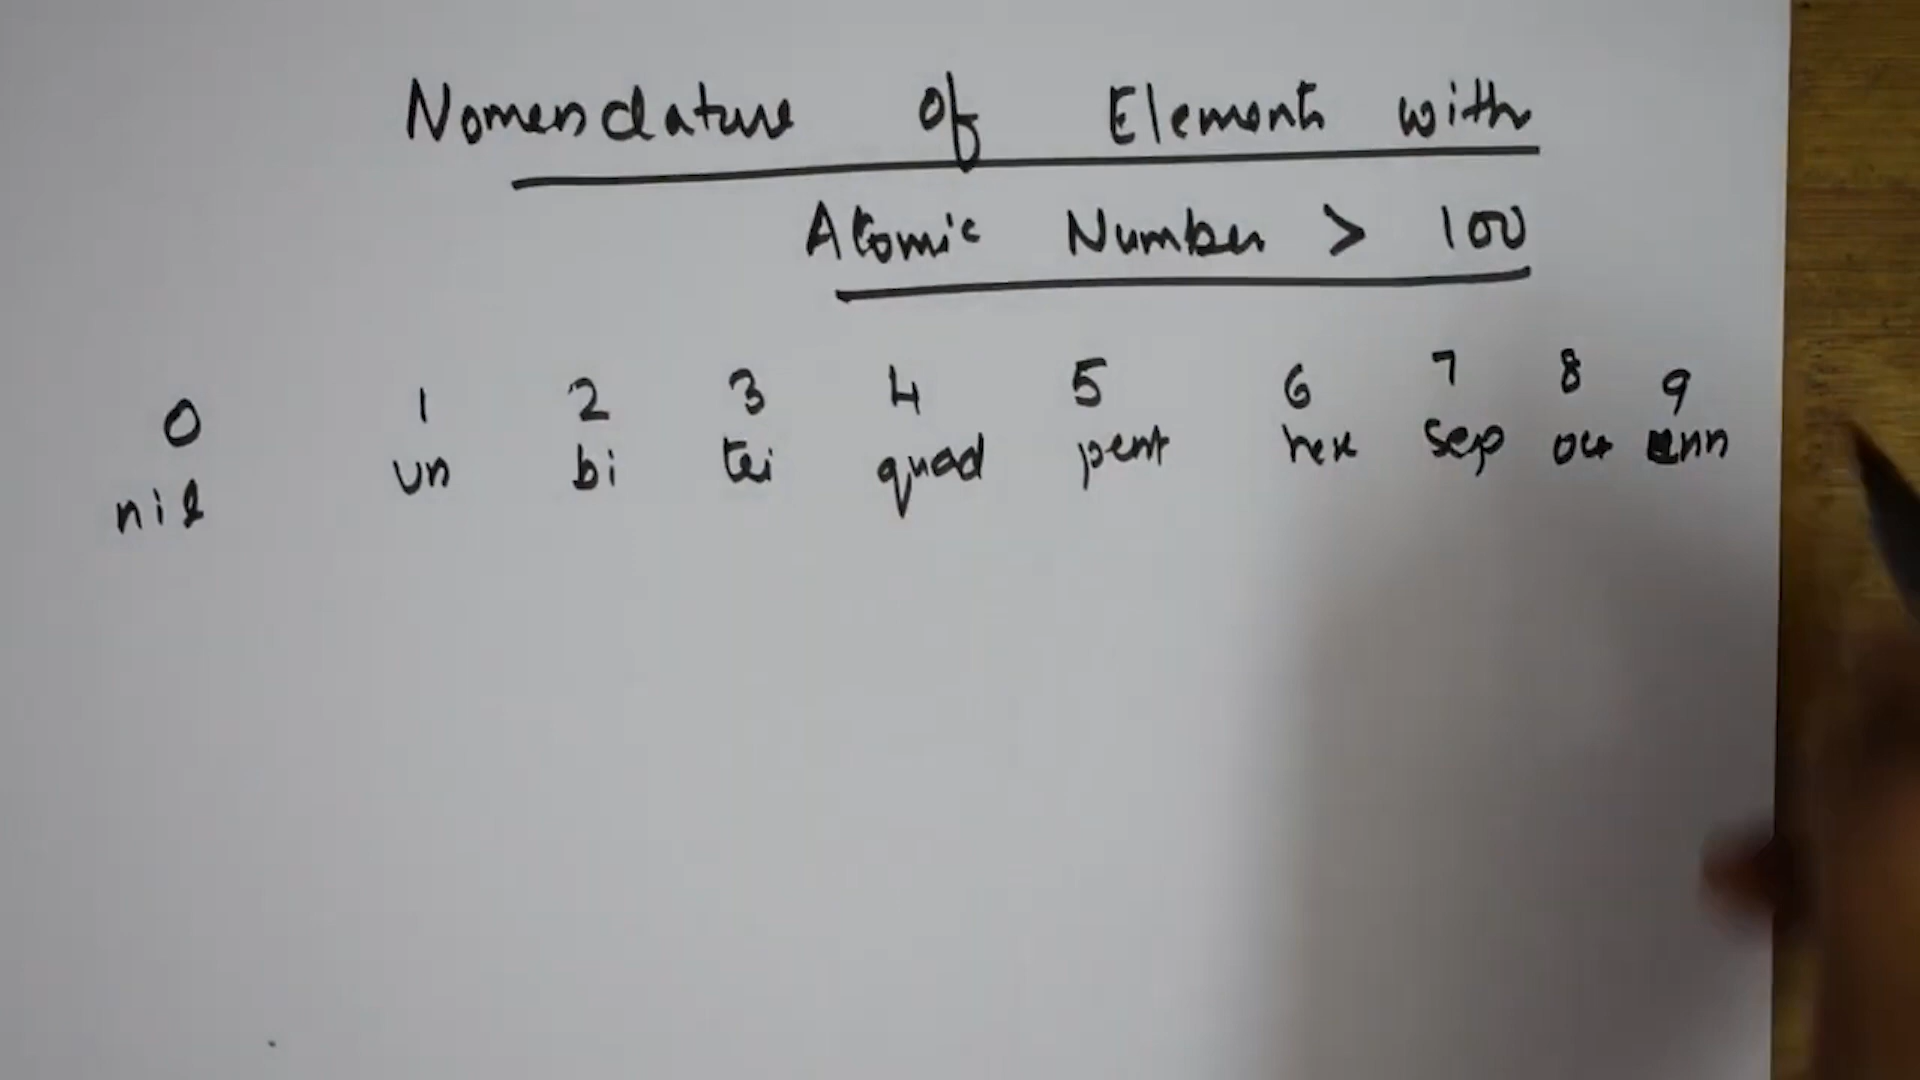 Nomenclature of Elements with
Atomic Number > 100
0 1 2 3 4 5 6 7 8 9
nil un bi tri quad pent hex sep oct enn